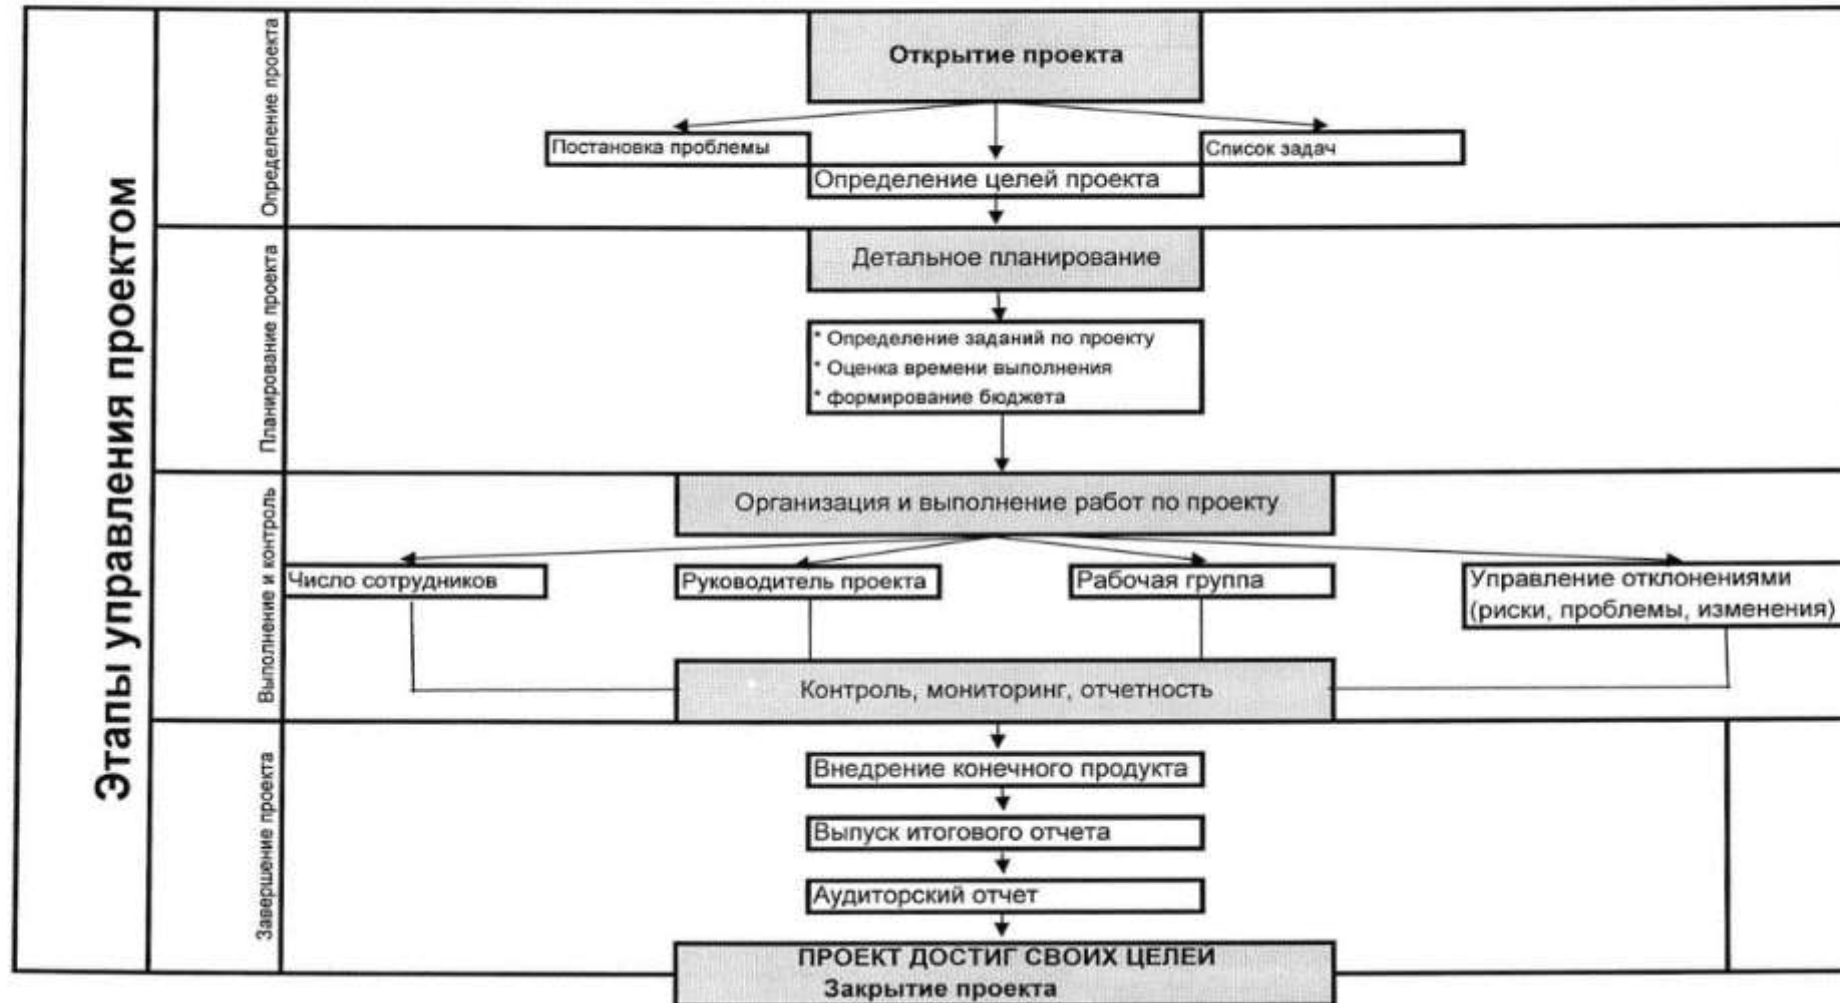 Этапы управления проектом
Определение проекта
Открытие проекта
Постановка проблемы
Список задач
Определение целей проекта
Планирование проекта
Детальное планирование
* Определение заданий по проекту
* Оценка времени выполнения
* формирование бюджета
Выполнение и контроль
Организация и выполнение работ по проекту
Число сотрудников
Руководитель проекта
Рабочая группа
Управление отклонениями
(риски, проблемы, изменения)
Контроль, мониторинг, отчетность
Завершение проекта
Внедрение конечного продукта
Выпуск итогового отчета
Аудиторский отчет
ПРОЕКТ ДОСТИГ СВОИХ ЦЕЛЕЙ
Закрытие проекта